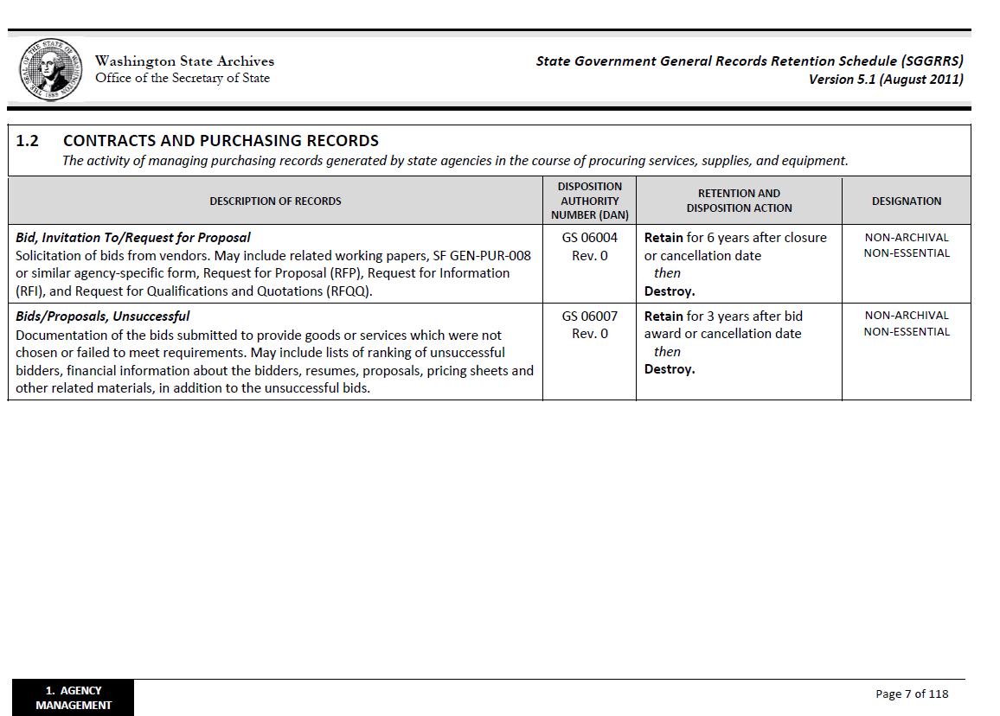 Washington State Archives
Office of the Secretary of State
State Government General Records Retention Schedule (SGGRRS)
Version 5.1 (August 2011)
1.2 CONTRACTS AND PURCHASING RECORDS
The activity of managing purchasing records generated by state agencies in the course of procuring services, supplies, and equipment.
DESCRIPTION OF RECORDS
DISPOSITION
AUTHORITY
NUMBER (DAN)
RETENTION AND
DISPOSITION ACTION
DESIGNATION
Bid, Invitation To/Request for Proposal
Solicitation of bids from vendors. May include related working papers, SF GEN-PUR-008
or similar agency-specific form, Request for Proposal (RFP), Request for Information
(RFI), and Request for Qualifications and Quotations (RFQQ).
GS 06004
Rev. 0
Retain for 6 years after closure
or cancellation date
then
Destroy.
NON-ARCHIVAL
NON-ESSENTIAL
Bids/Proposals, Unsuccessful
Documentation of the bids submitted to provide goods or services which were not
chosen or failed to meet requirements. May include lists of ranking of unsuccessful
bidders, financial information about the bidders, resumes, proposals, pricing sheets and
other related materials, in addition to the unsuccessful bids.
GS 06007
Rev. 0
Retain for 3 years after bid
award or cancellation date
then
Destroy.
NON-ARCHIVAL
NON-ESSENTIAL
1. AGENCY
MANAGEMENT
Page 7 of 118
THE SEAL OF THE STATE OF WASHINGTON
1889